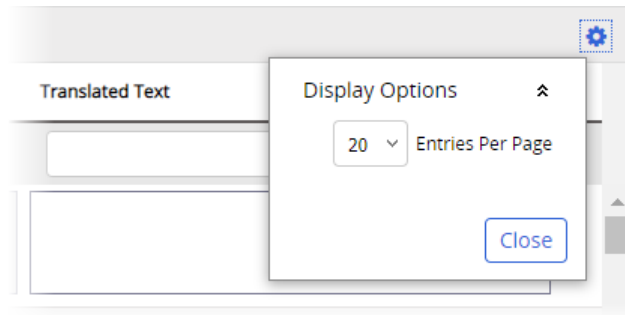 Translated Text
Display Options
20 Entries Per Page
Close